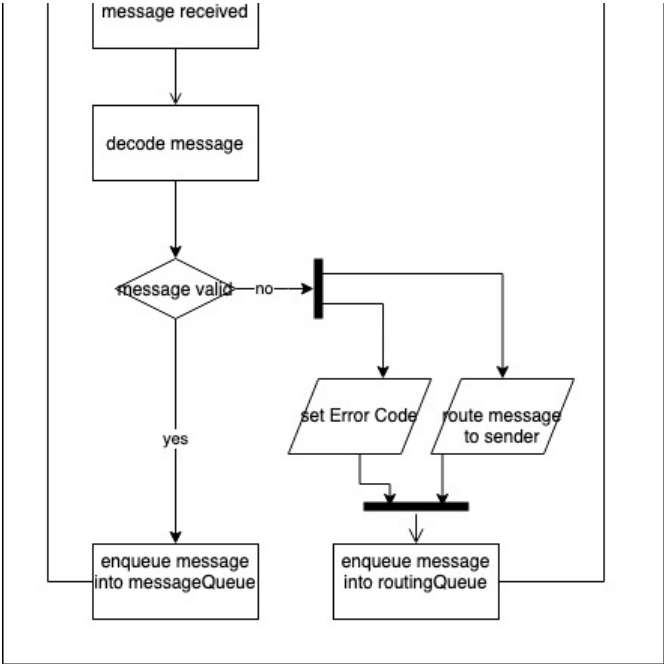 message received
decode message
message valid
no
set Error Code
route message
to sender
yes
enqueue message
into messageQueue
enqueue message
into routingQueue